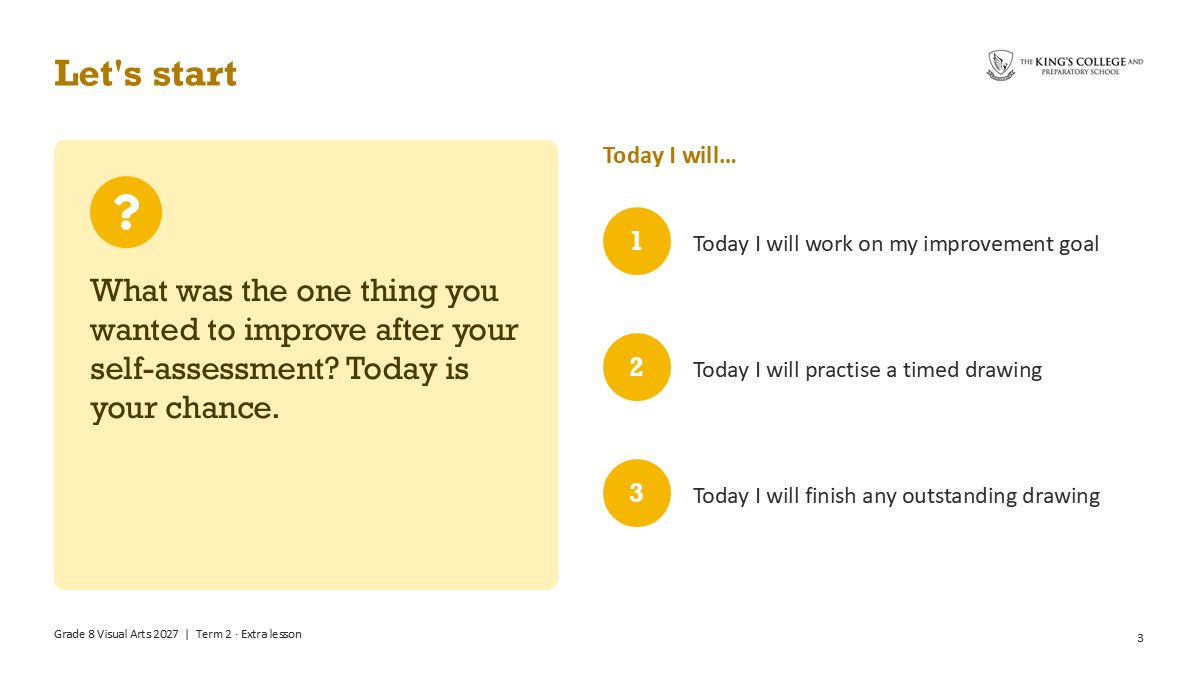 Let's start
THE KING'S COLLEGE AND
PREPARATORY SCHOOL
?
What was the one thing you
wanted to improve after your
self-assessment? Today is
your chance.
Today I will...
1
Today I will work on my improvement goal
2
Today I will practise a timed drawing
3
Today I will finish any outstanding drawing
Grade 8 Visual Arts 2027 | Term 2 · Extra lesson
3